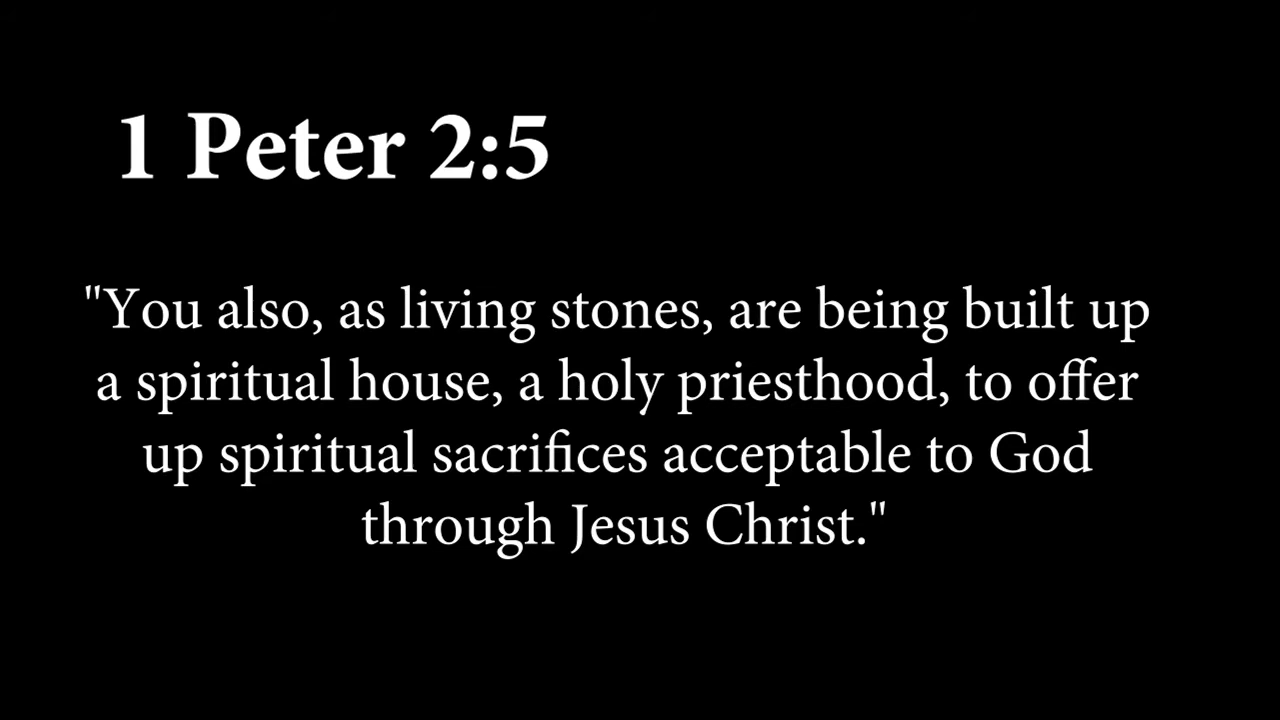 1 Peter 2:5
"You also, as living stones, are being built up
a spiritual house, a holy priesthood, to offer
up spiritual sacrifices acceptable to God
through Jesus Christ."